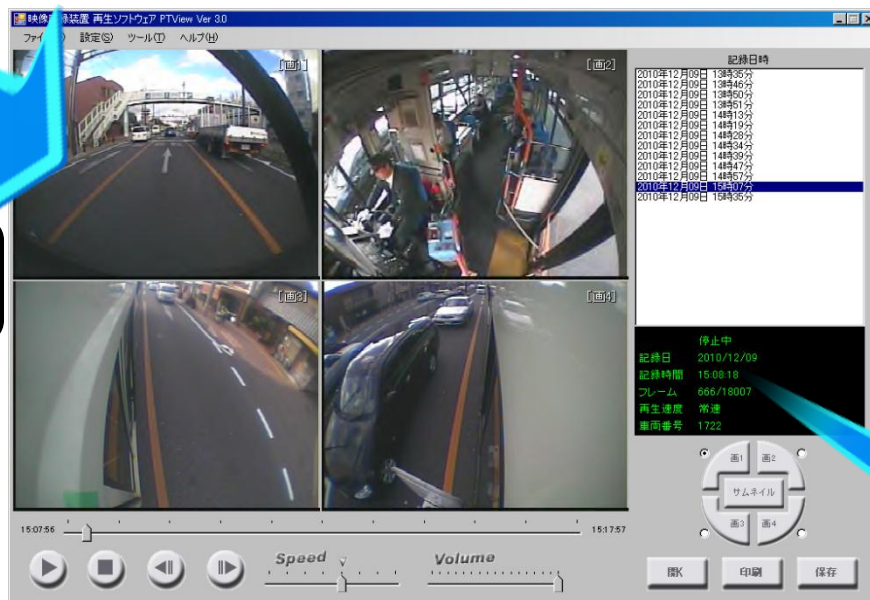 映像記録装置 再生ソフトウェア PTView Ver 3.0
設定(S) ツール(T) ヘルプ(H)
[画1]
[画2]
[画3]
[画4]
記録日時
2010年12月09日 13時35分
2010年12月09日 13時46分
2010年12月09日 13時50分
2010年12月09日 13時51分
2010年12月09日 14時13分
2010年12月09日 14時19分
2010年12月09日 14時28分
2010年12月09日 14時34分
2010年12月09日 14時39分
2010年12月09日 14時47分
2010年12月09日 14時57分
2010年12月09日 15時07分
2010年12月09日 15時35分
停止中
記録日 2010/12/09
記録時間 15:08:18
フレーム 666/18007
再生速度 常速
車両番号 1722
画1 画2
サムネイル
画3 画4
15:07:56
15:17:57
Speed
Volume
開K 印刷 保存